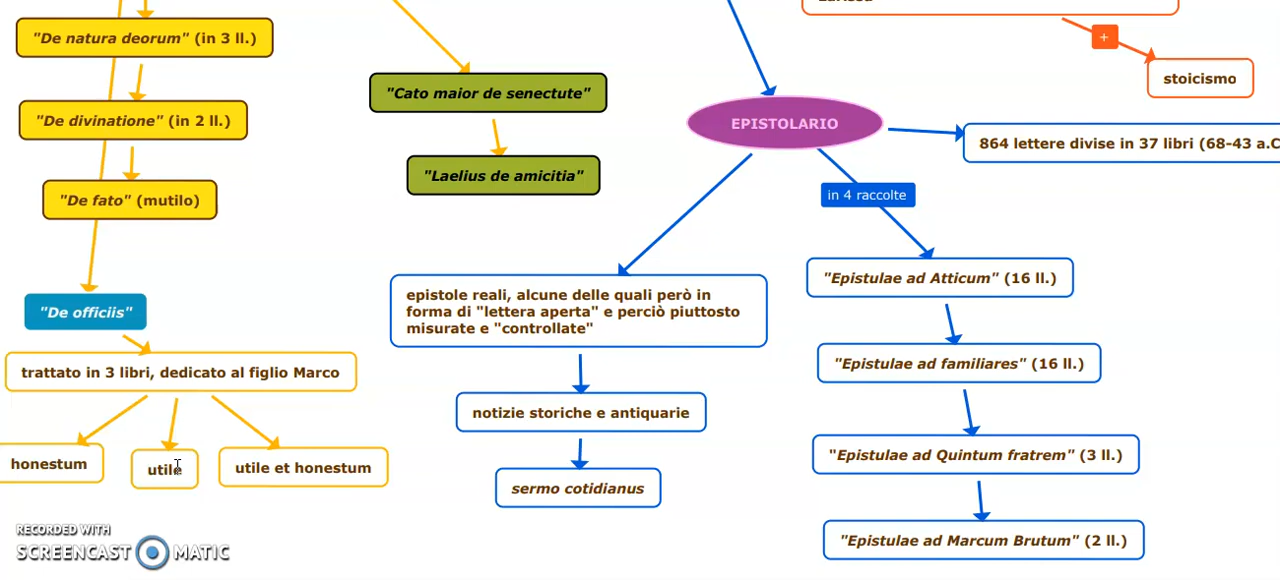 "De natura deorum" (in 3 ll.)
"De divinatione" (in 2 ll.)
"De fato" (mutilo)
"De officiis"
trattato in 3 libri, dedicato al figlio Marco
honestum
utile
utile et honestum
"Cato maior de senectute"
"Laelius de amicitia"
+
stoicismo
EPISTOLARIO
864 lettere divise in 37 libri (68-43 a.C
in 4 raccolte
epistole reali, alcune delle quali però in
forma di "lettera aperta" e perciò piuttosto
misurate e "controllate"
notizie storiche e antiquarie
sermo cotidianus
"Epistulae ad Atticum" (16 ll.)
"Epistulae ad familiares" (16 ll.)
"Epistulae ad Quintum fratrem" (3 ll.)
"Epistulae ad Marcum Brutum" (2 ll.)
RECORDED WITH
SCREENCAST MATIC